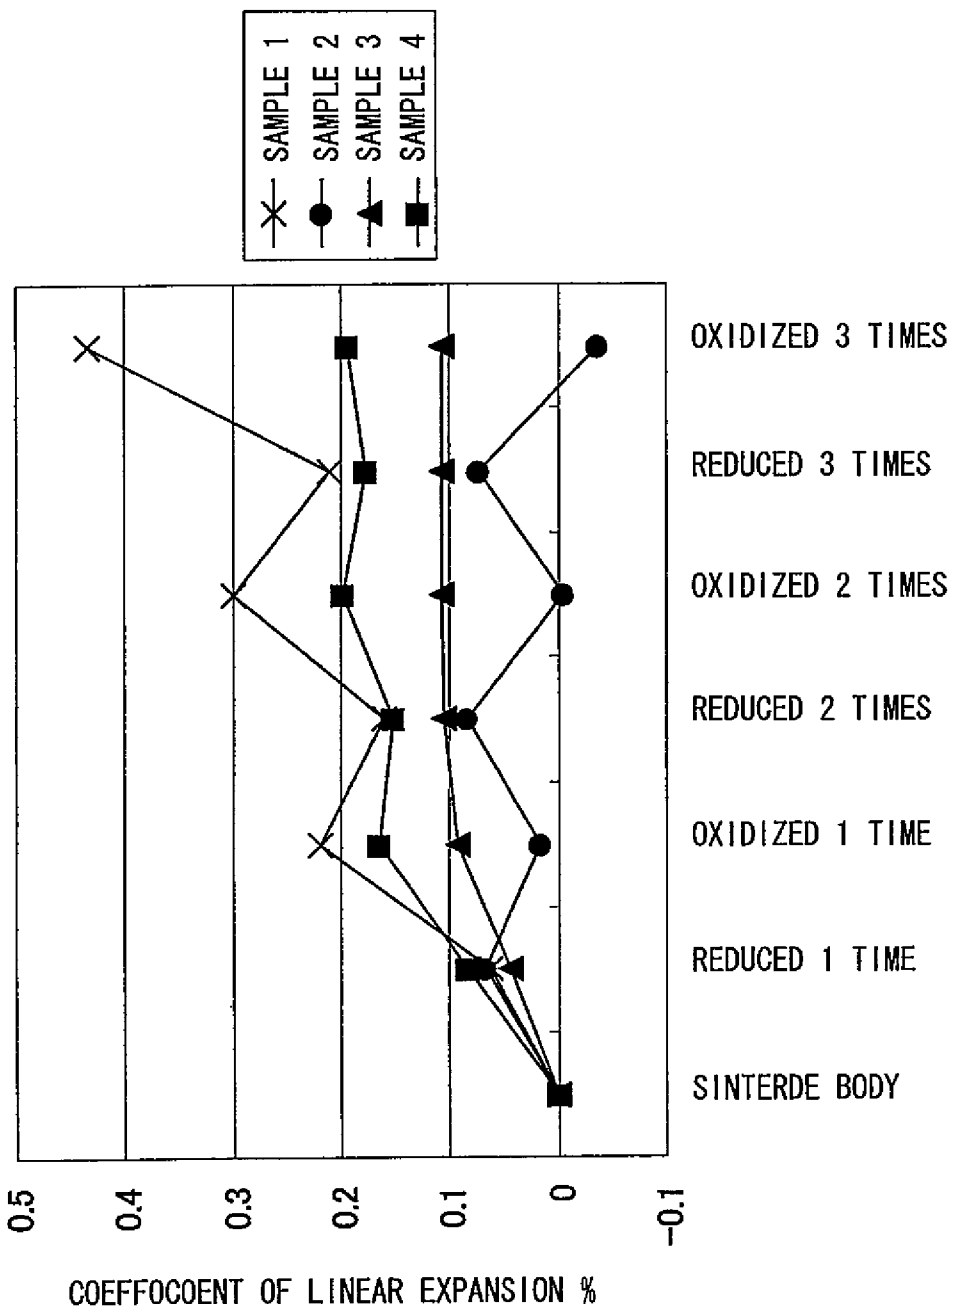 SAMPLE 1
SAMPLE 2
SAMPLE 3
SAMPLE 4
0.5
0.4
0.3
0.2
0.1
0
-0.1
COEFFOCOENT OF LINEAR EXPANSION %
SINTERDE BODY
REDUCED 1 TIME
OXIDIZED 1 TIME
REDUCED 2 TIMES
OXIDIZED 2 TIMES
REDUCED 3 TIMES
OXIDIZED 3 TIMES